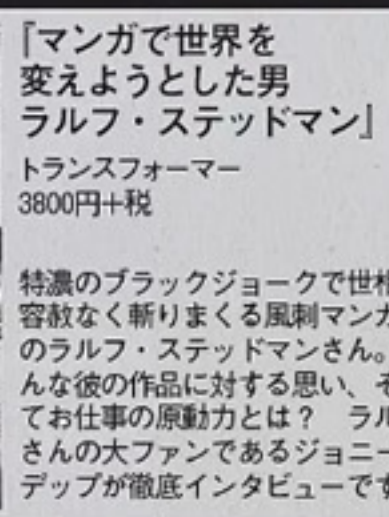 『マンガで世界を
変えようとした男
ラルフ・ステッドマン』
トランスフォーマー
3800円+税
特濃のブラックジョークで世相
容赦なく斬りまくる風刺マンガ
のラルフ・ステッドマンさん。
んな彼の作品に対する思い、そ
てお仕事の原動力とは？　ラル
さんの大ファンであるジョニー
デップが徹底インタビューです